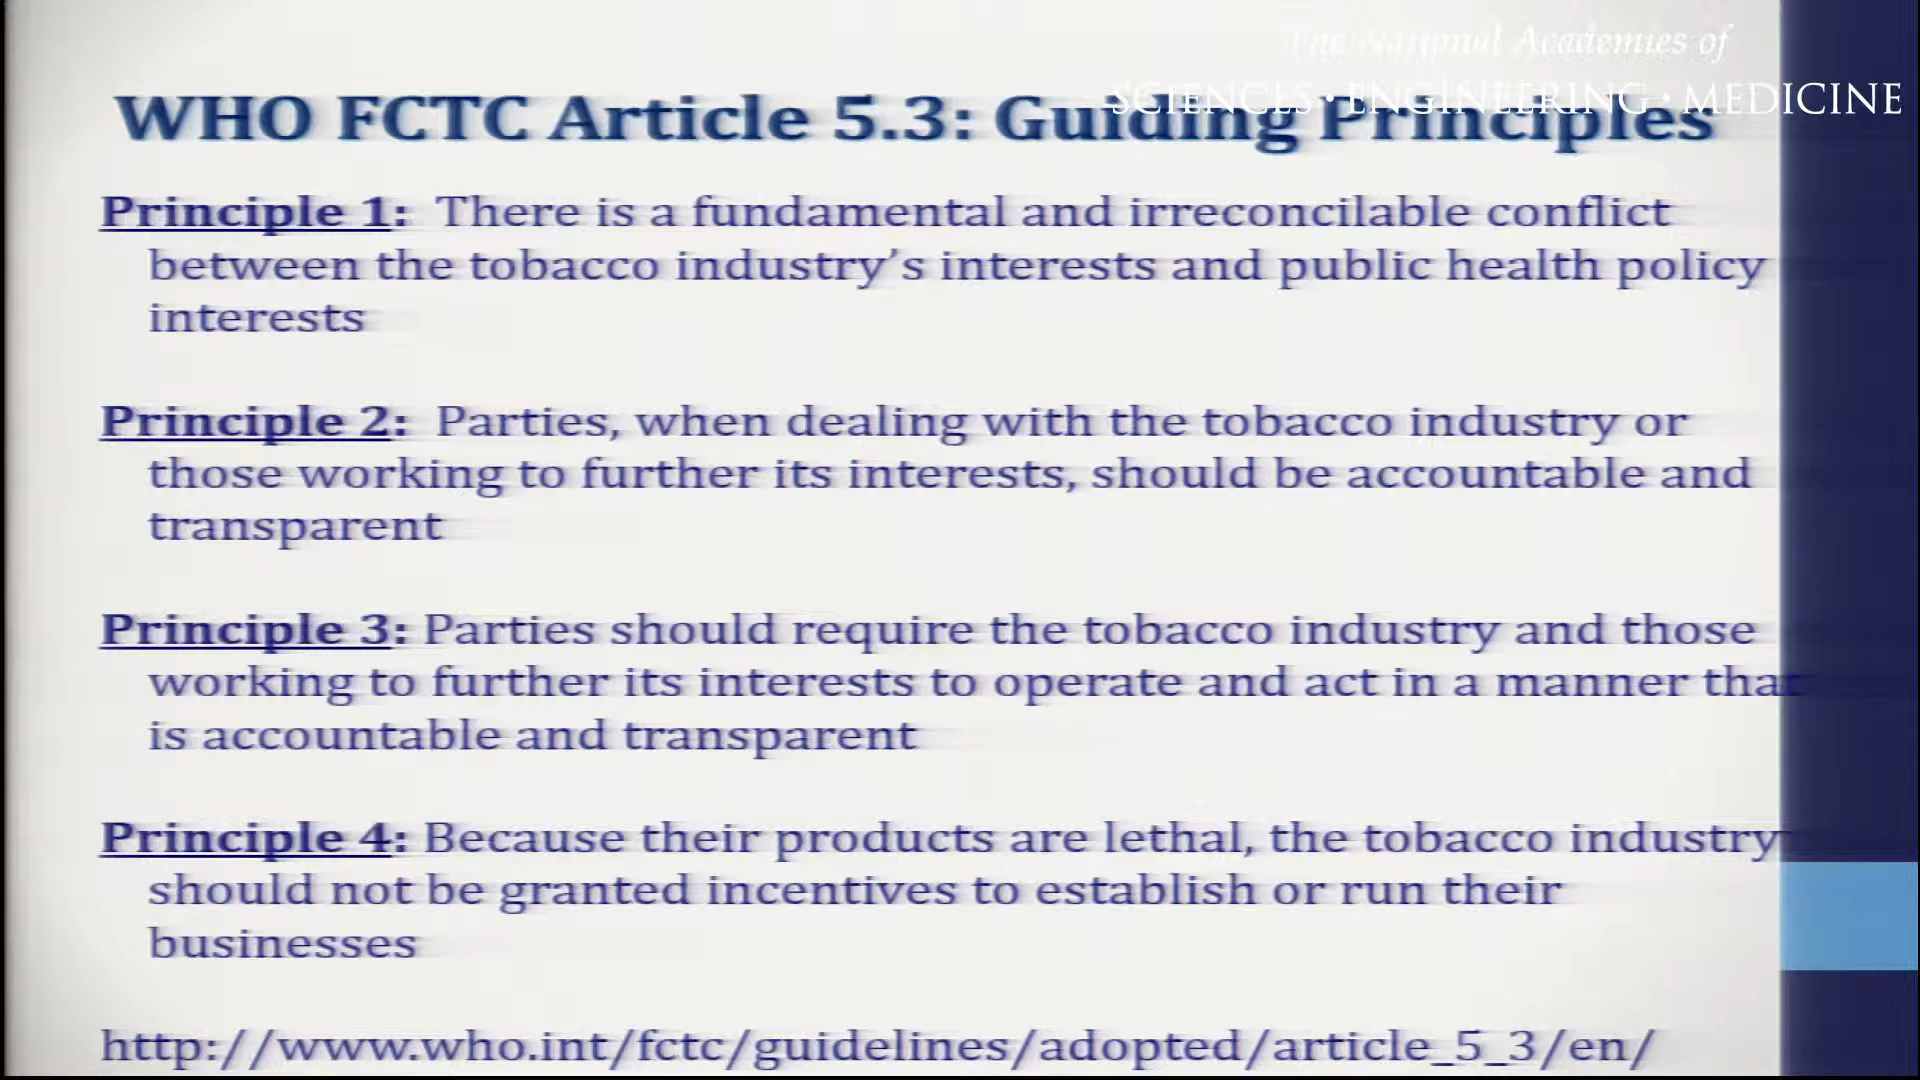 The National Academies of
SCIENCES · ENGINEERING · MEDICINE
WHO FCTC Article 5.3: Guiding Principles
Principle 1: There is a fundamental and irreconcilable conflict
between the tobacco industry’s interests and public health policy
interests
Principle 2: Parties, when dealing with the tobacco industry or
those working to further its interests, should be accountable and
transparent
Principle 3: Parties should require the tobacco industry and those
working to further its interests to operate and act in a manner that
is accountable and transparent
Principle 4: Because their products are lethal, the tobacco industry
should not be granted incentives to establish or run their
businesses
http://www.who.int/fctc/guidelines/adopted/article_5_3/en/